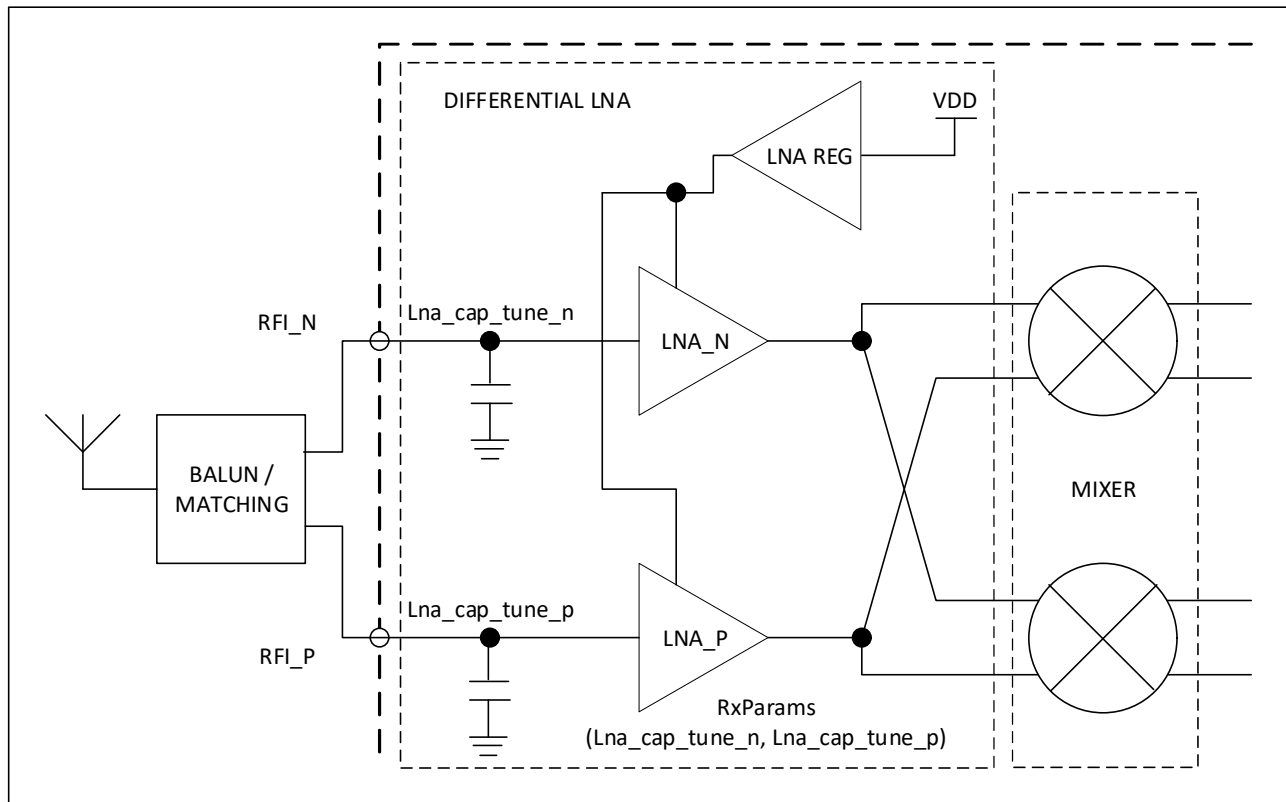 DIFFERENTIAL LNA
VDD
LNA REG
RFI_N
Lna_cap_tune_n
LNA_N
BALUN /
MATCHING
MIXER
Lna_cap_tune_p
RFI_P
LNA_P
RxParams
(Lna_cap_tune_n, Lna_cap_tune_p)